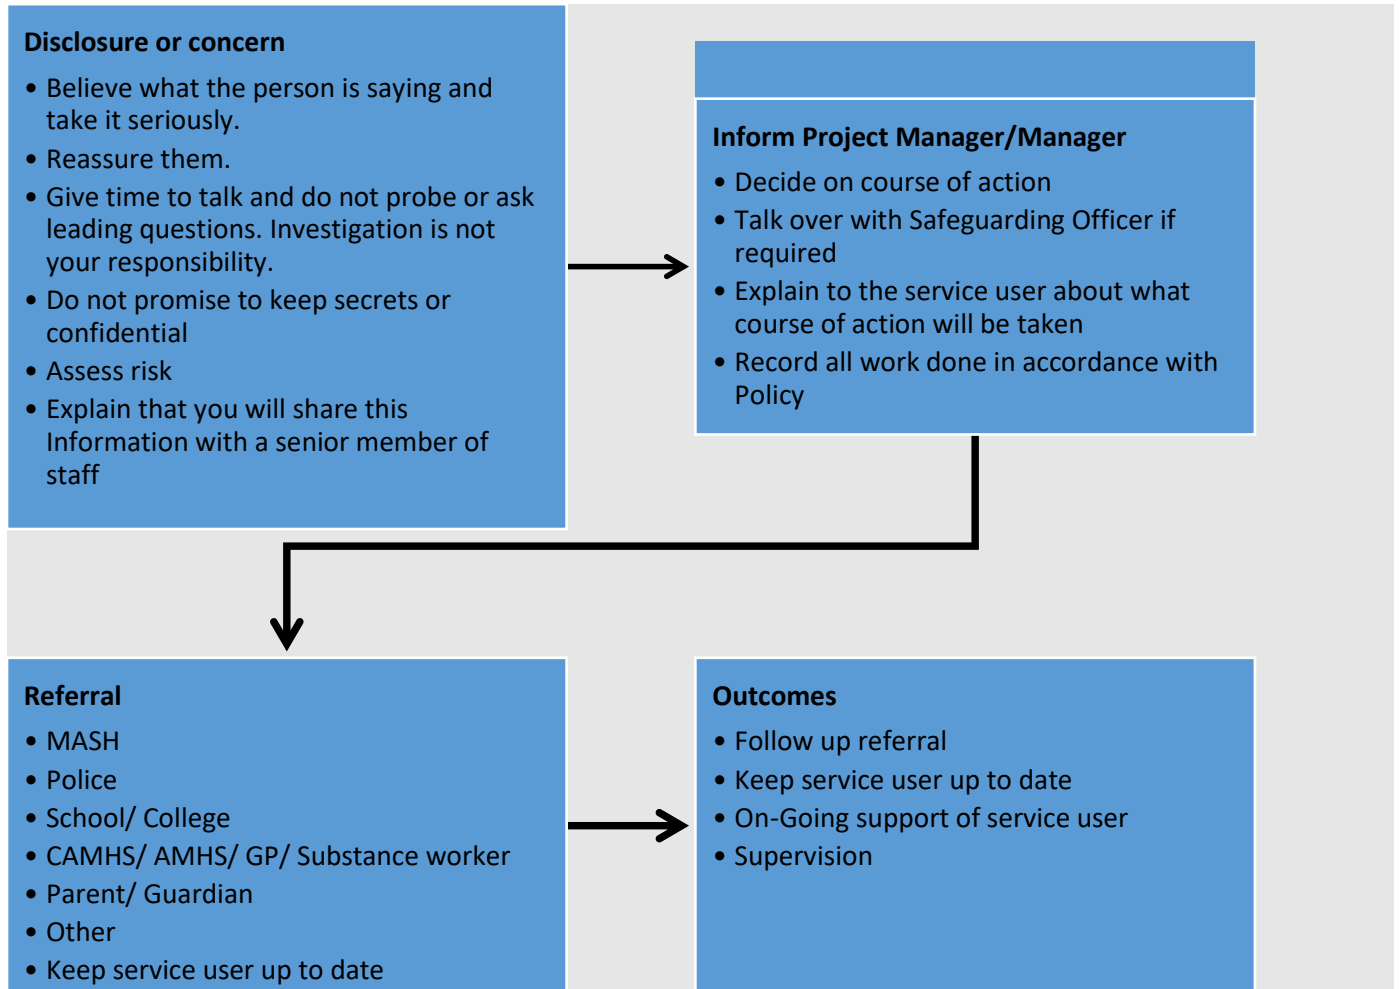 Disclosure or concern
• Believe what the person is saying and
take it seriously.
• Reassure them.
• Give time to talk and do not probe or ask
leading questions. Investigation is not
your responsibility.
• Do not promise to keep secrets or
confidential
• Assess risk
• Explain that you will share this
Information with a senior member of
staff
Inform Project Manager/Manager
• Decide on course of action
• Talk over with Safeguarding Officer if
required
• Explain to the service user about what
course of action will be taken
• Record all work done in accordance with
Policy
Referral
• MASH
• Police
• School/ College
• CAMHS/ AMHS/ GP/ Substance worker
• Parent/ Guardian
• Other
• Keep service user up to date
Outcomes
• Follow up referral
• Keep service user up to date
• On-Going support of service user
• Supervision